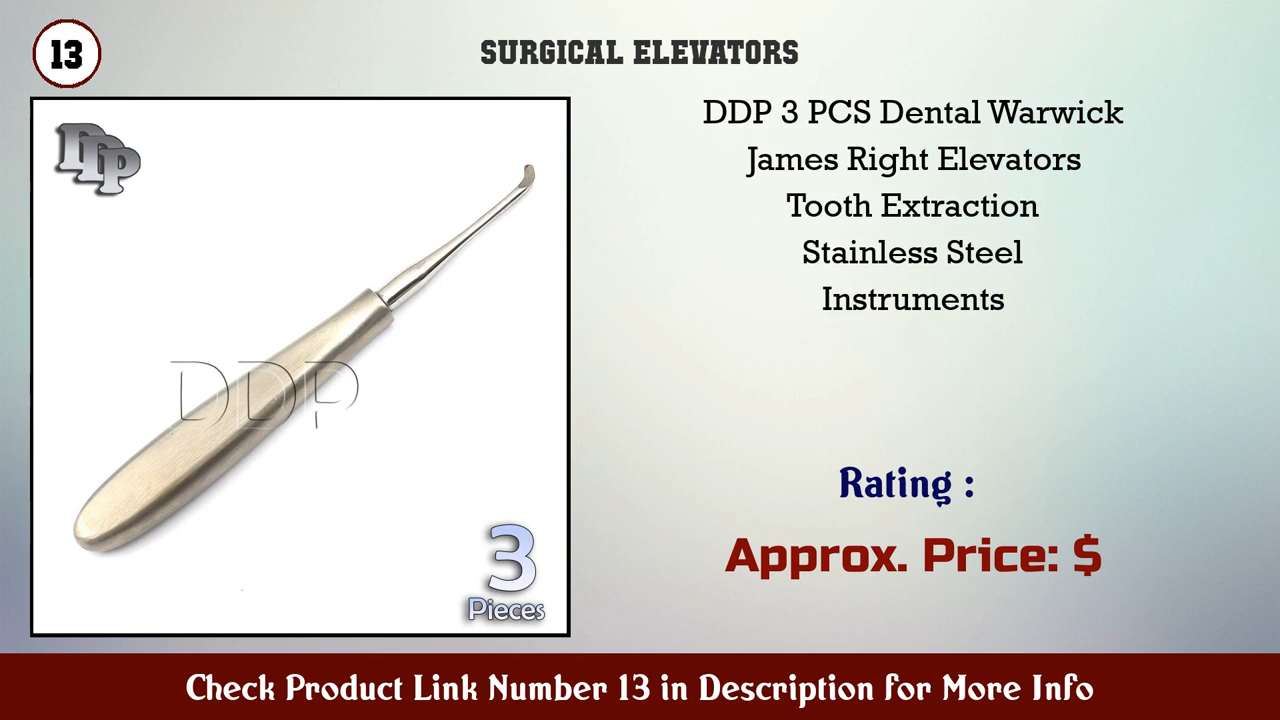 13
SURGICAL ELEVATORS
DDP
DDP 3 PCS Dental Warwick
James Right Elevators
Tooth Extraction
Stainless Steel
Instruments
DDP
3
Pieces
Rating :
Approx. Price: $
Check Product Link Number 13 in Description for More Info